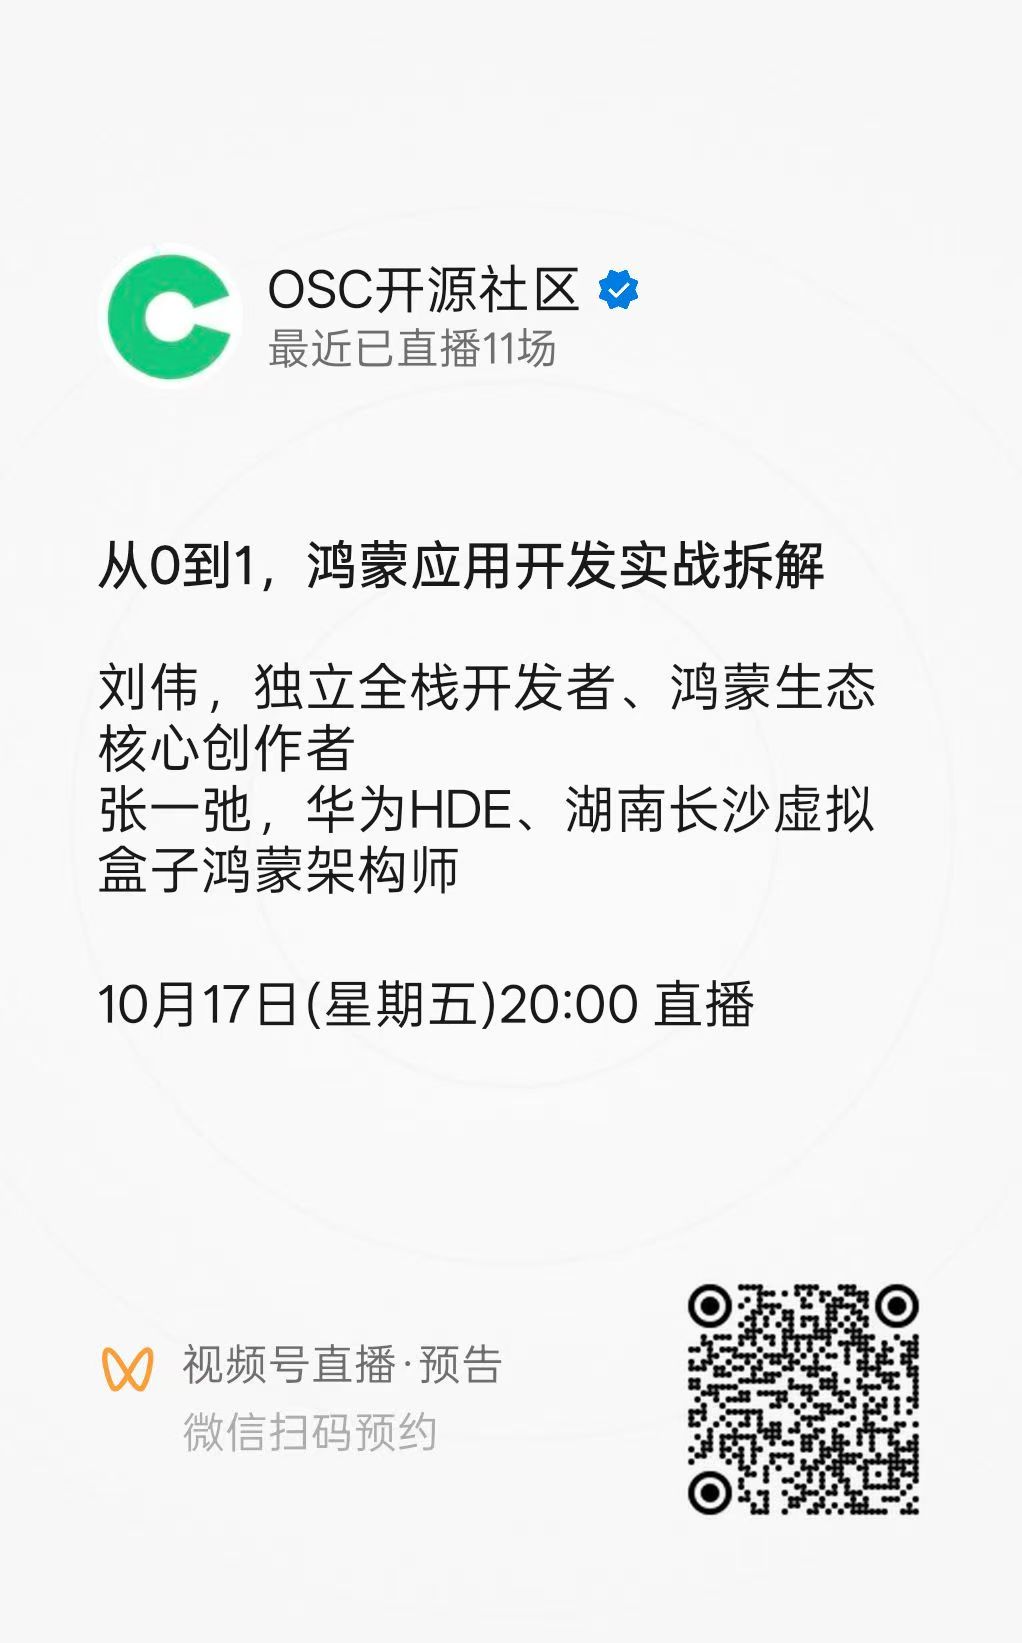 OSC开源社区
最近已直播11场
从0到1，鸿蒙应用开发实战拆解
刘伟，独立全栈开发者、鸿蒙生态
核心创作者
张一弛，华为HDE、湖南长沙虚拟
盒子鸿蒙架构师
10月17日(星期五)20:00 直播
视频号直播·预告
微信扫码预约